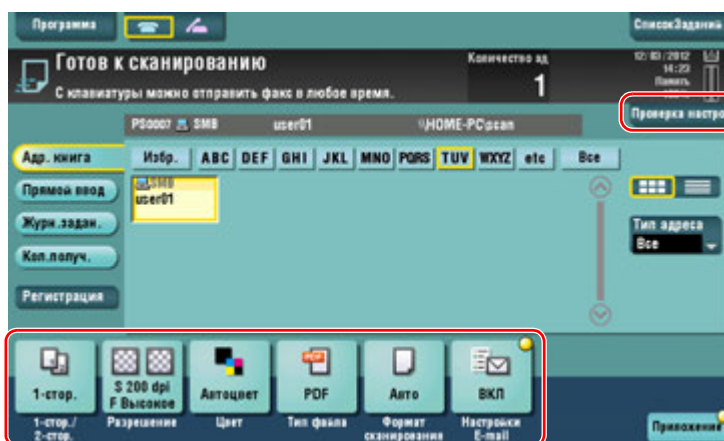 Программа
СписокЗаданий
Готов к сканированию
Количество ад
12/03/2012
14:23
Память
С клавиатуры можно отправить факс в любое время.
1
Проверка настро
PS0007 SMB user01 \\HOME-PC\scan
Адр. книга
Избр. ABC DEF GHI JKL MNO PQRS TUV WXYZ etc Все
Прямой ввод
SMB
user01
Журн.задан.
Тип адреса
Все
Кол.получ.
Регистрация
1-стор.
S 200 dpi
F Высокое
Автоцвет
PDF
PDF
Авто
ВКЛ
1-стор./
2-стор.
Разрешение
Цвет
Тип файла
Формат
сканирования
Настройки
E-mail
Приложение